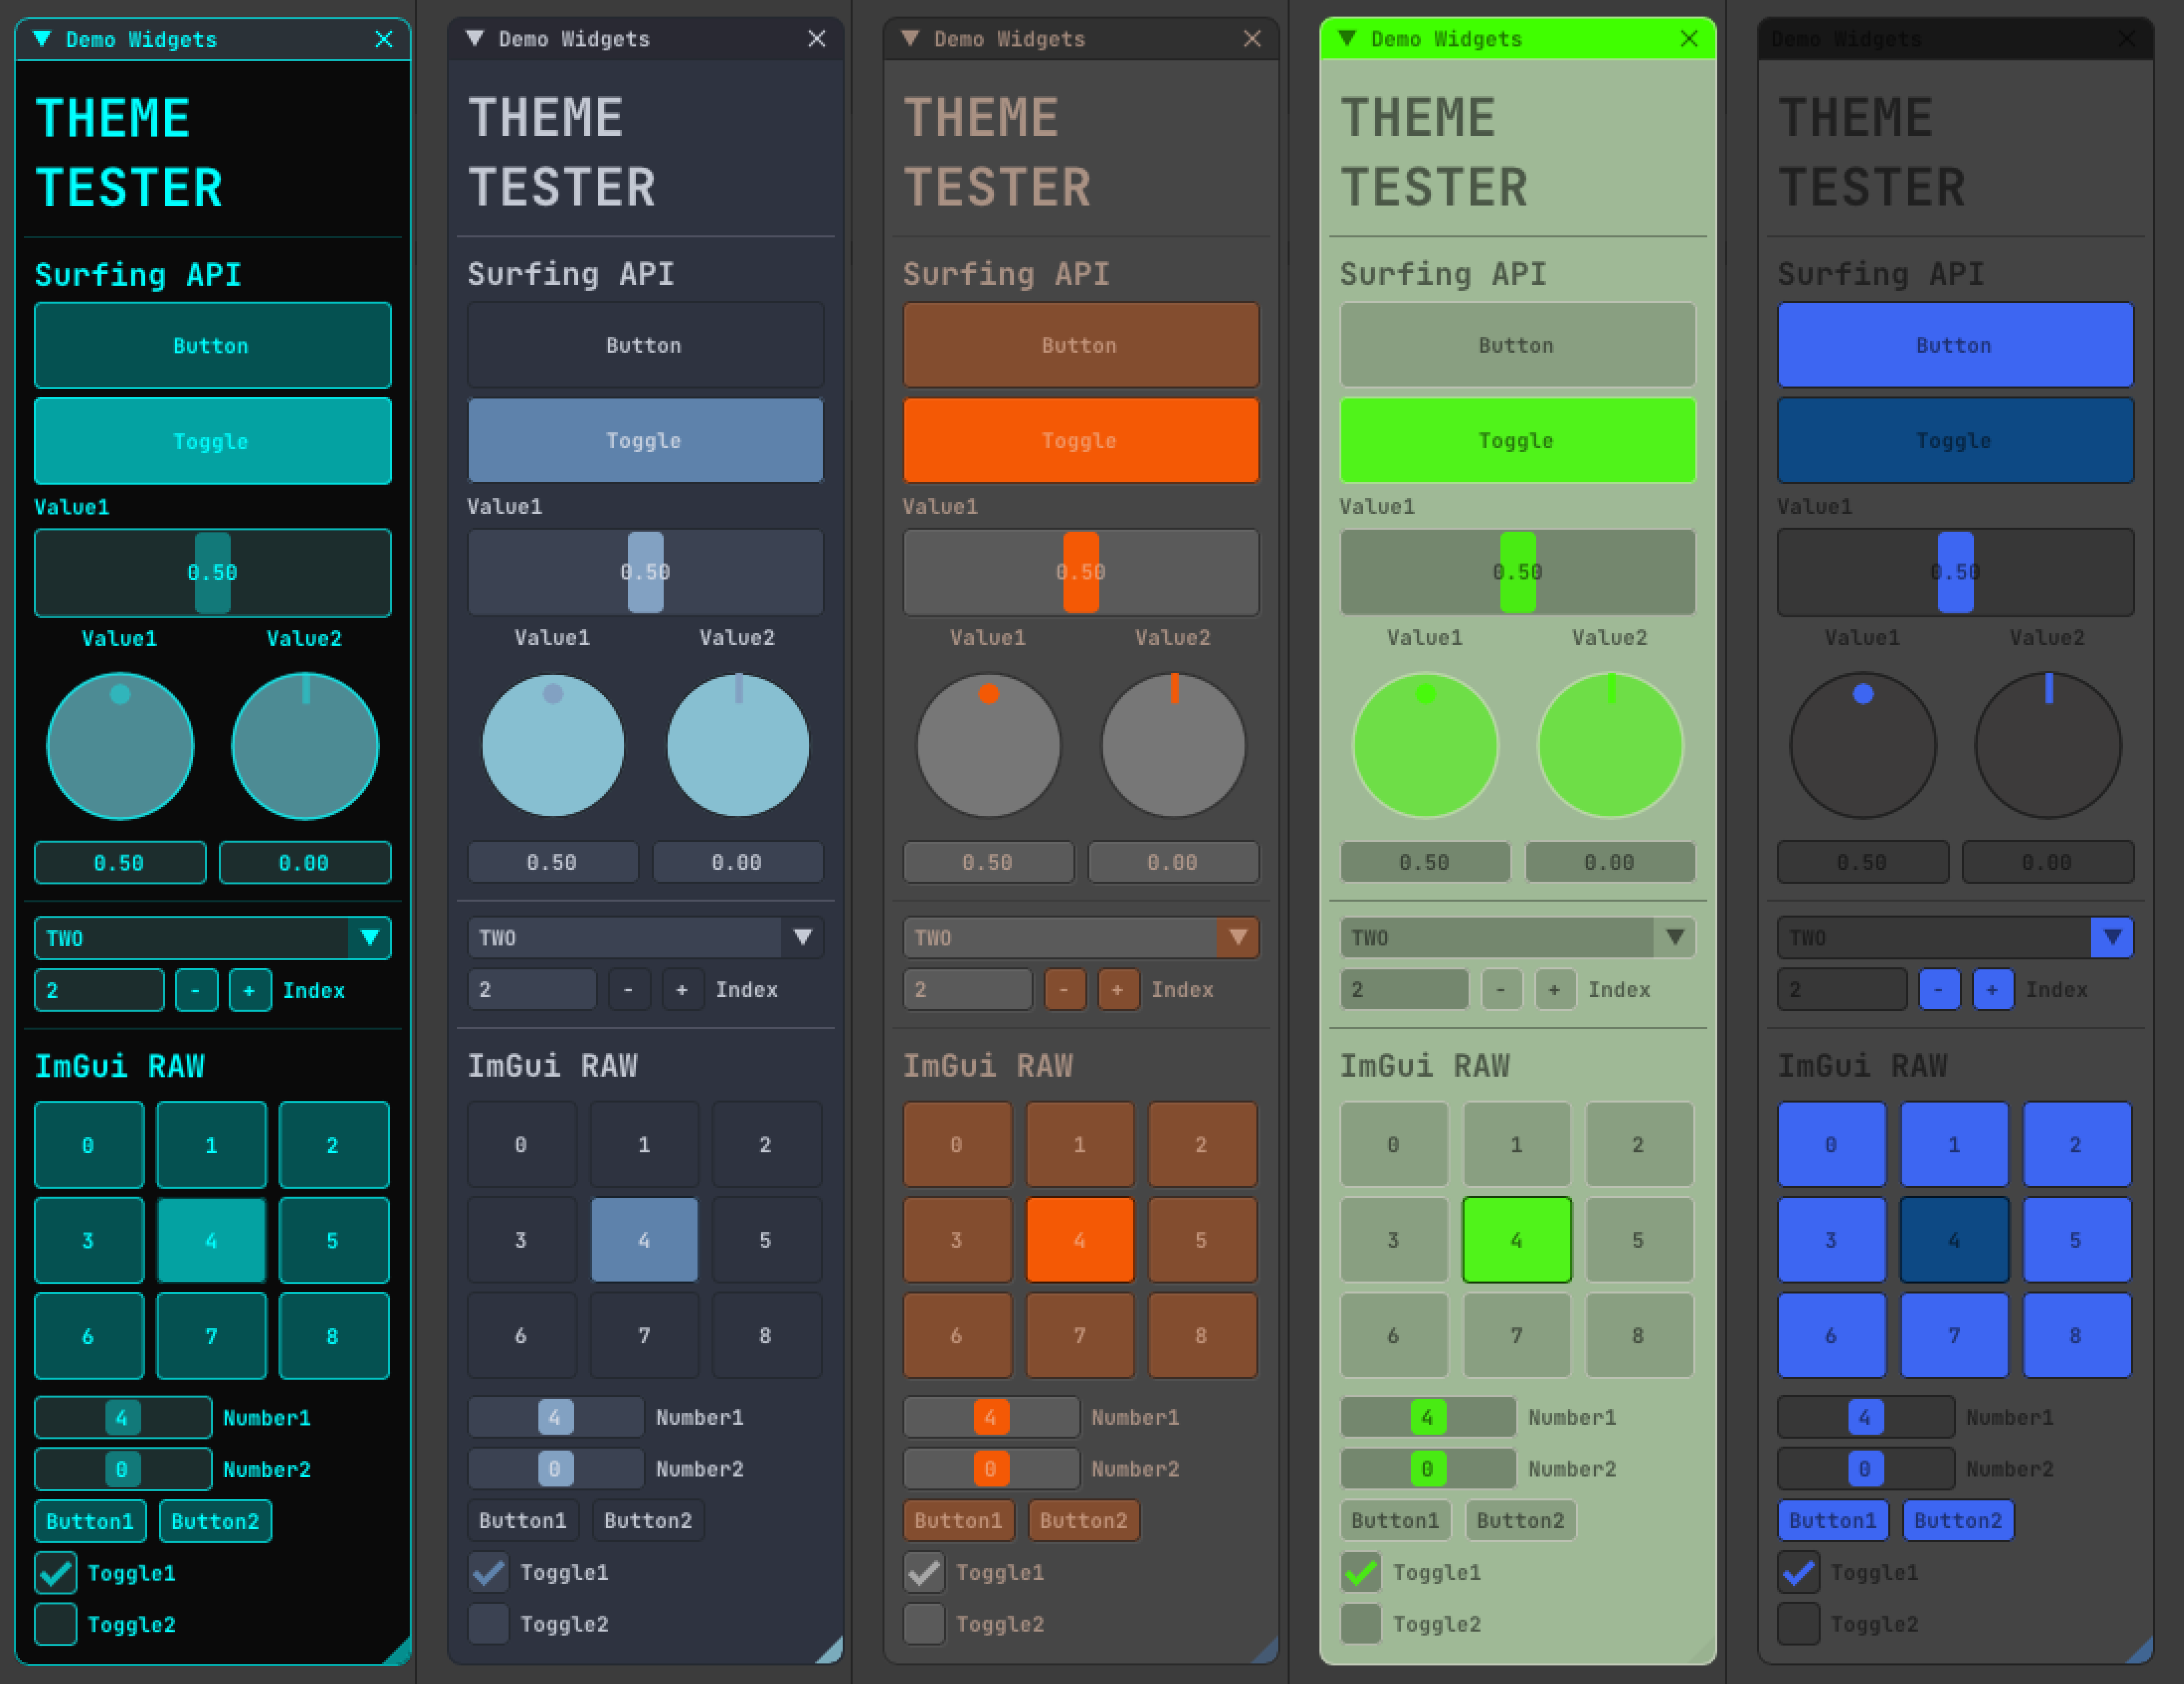 Demo Widgets
THEME
TESTER
Surfing API
Button
Toggle
Value1
0.50
Value1 Value2
0.50 0.00
TWO
2 - + Index
ImGui RAW
0 1 2
3 4 5
6 7 8
4 Number1
0 Number2
Button1 Button2
Toggle1
Toggle2
Demo Widgets
THEME
TESTER
Surfing API
Button
Toggle
Value1
0.50
Value1 Value2
0.50 0.00
TWO
2 - + Index
ImGui RAW
0 1 2
3 4 5
6 7 8
4 Number1
0 Number2
Button1 Button2
Toggle1
Toggle2
Demo Widgets
THEME
TESTER
Surfing API
Button
Toggle
Value1
0.50
Value1 Value2
0.50 0.00
TWO
2 - + Index
ImGui RAW
0 1 2
3 4 5
6 7 8
4 Number1
0 Number2
Button1 Button2
Toggle1
Toggle2
Demo Widgets
THEME
TESTER
Surfing API
Button
Toggle
Value1
0.50
Value1 Value2
0.50 0.00
TWO
2 - + Index
ImGui RAW
0 1 2
3 4 5
6 7 8
4 Number1
0 Number2
Button1 Button2
Toggle1
Toggle2
Demo Widgets
THEME
TESTER
Surfing API
Button
Toggle
Value1
0.50
Value1 Value2
0.50 0.00
TWO
2 - + Index
ImGui RAW
0 1 2
3 4 5
6 7 8
4 Number1
0 Number2
Button1 Button2
Toggle1
Toggle2